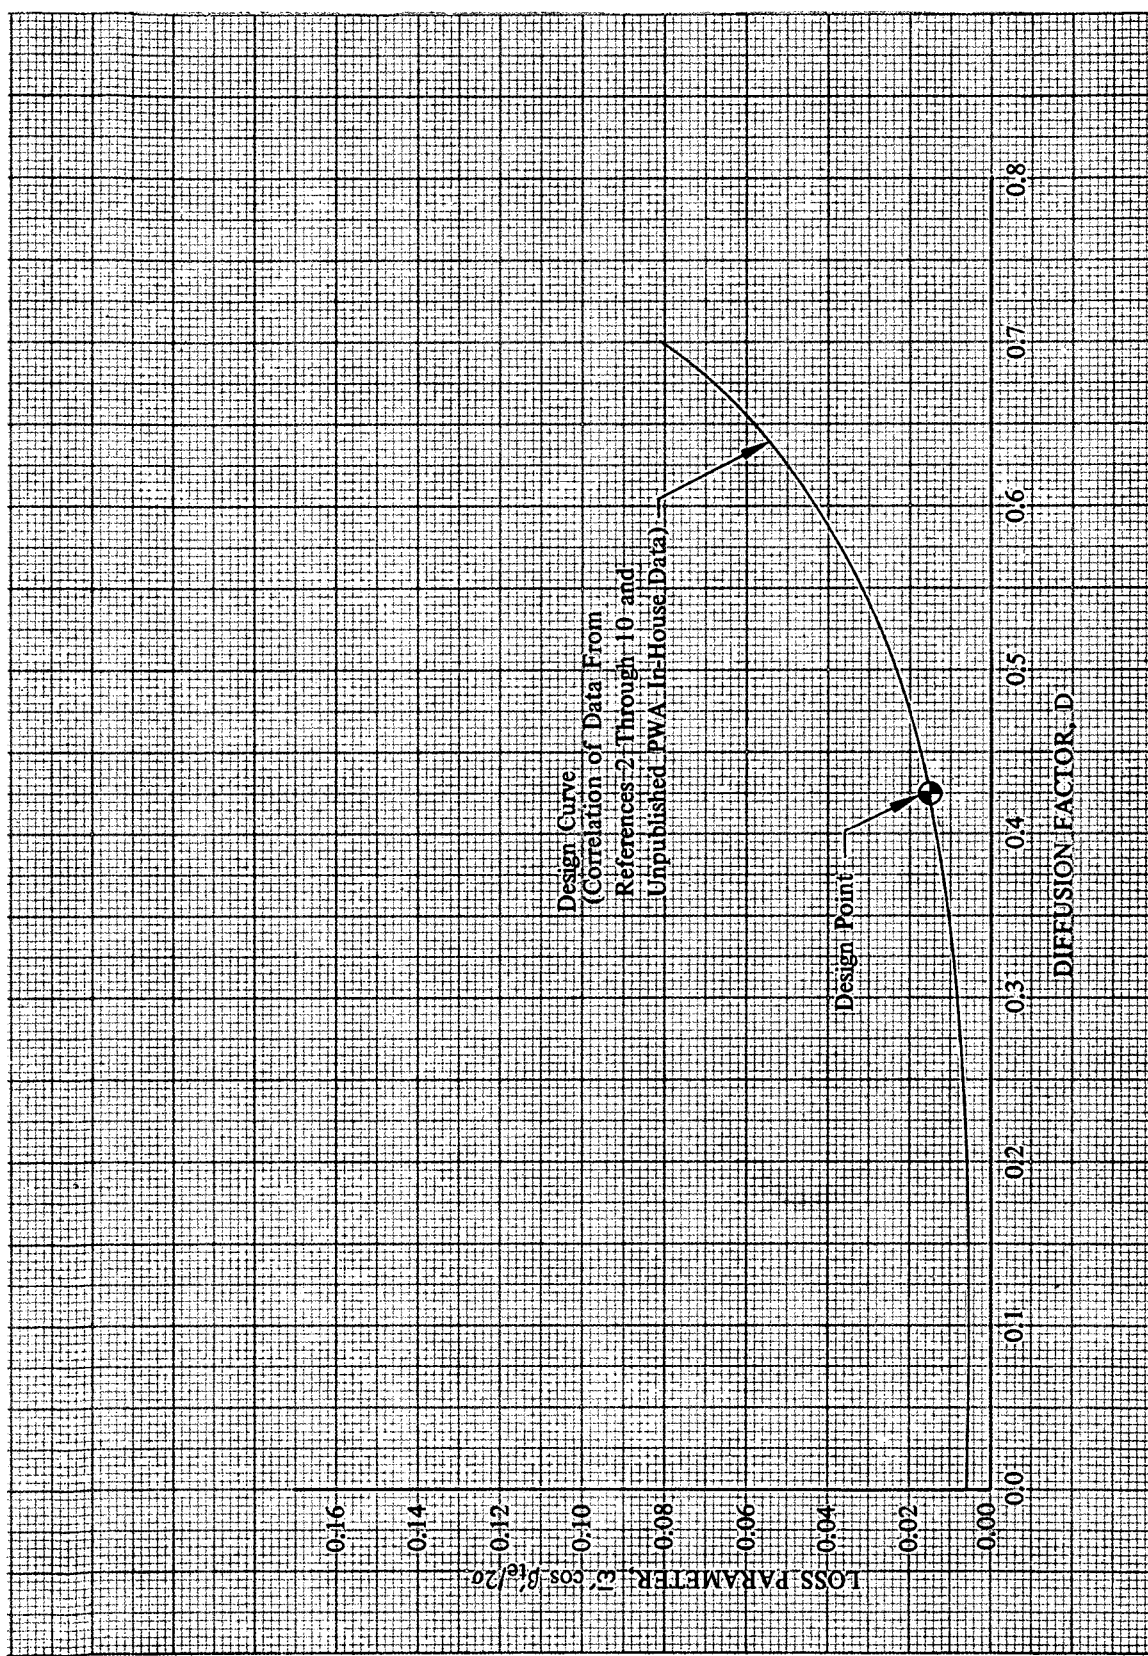 LOSS PARAMETER, ω̅′ cos β′te/2σ
0.16
0.14
0.12
0.10
0.08
0.06
0.04
0.02
0.00
Design Curve
(Correlation of Data From
References 2 Through 10 and
Unpublished PWA In-House Data)
Design Point
0.0 0.1 0.2 0.3 0.4 0.5 0.6 0.7 0.8
DIFFUSION FACTOR, D